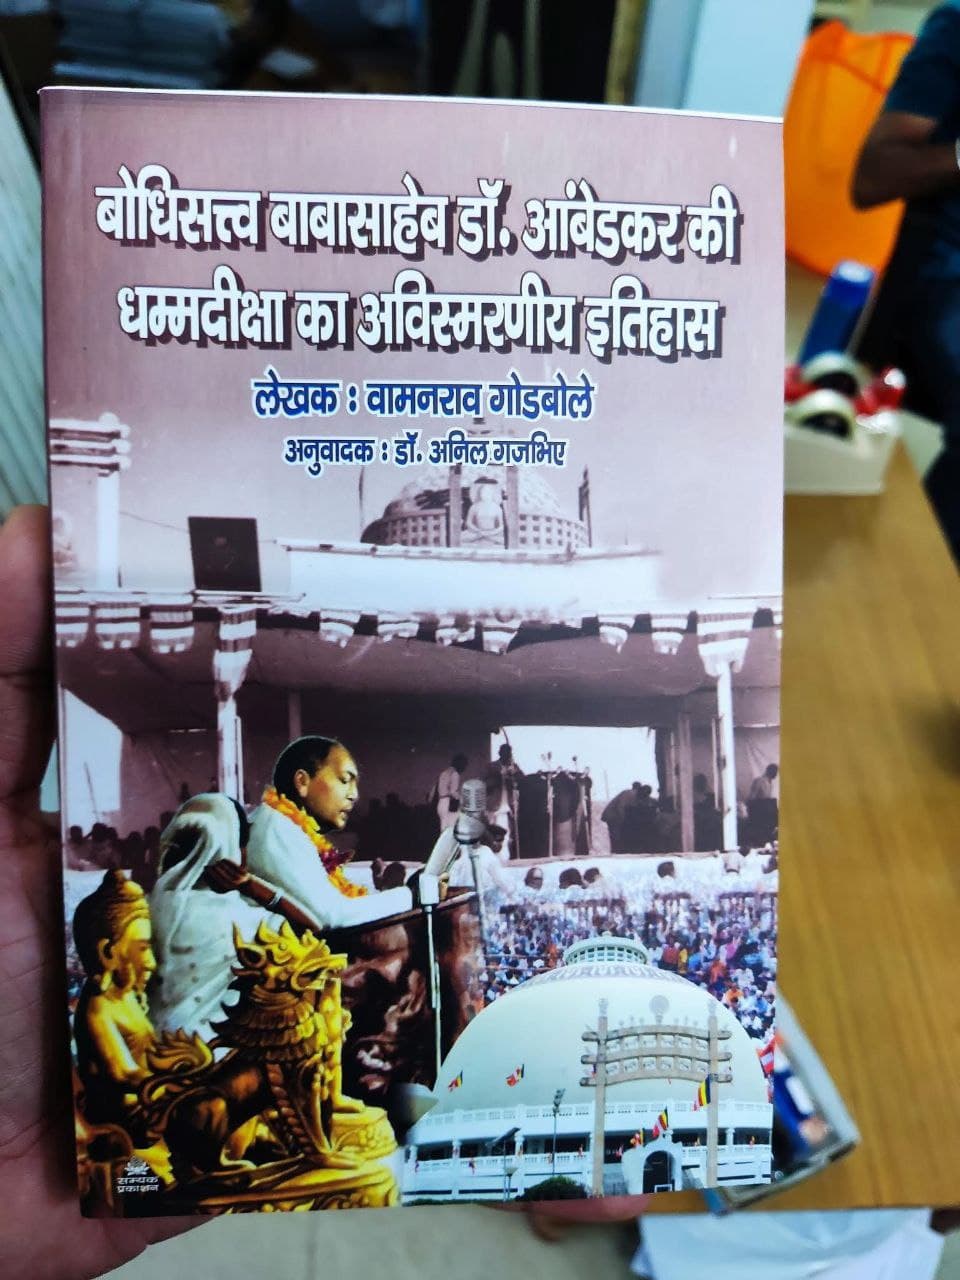 बोधिसत्त्व बाबासाहेब डॉ. आंबेडकर की
धम्मदीक्षा का अविस्मरणीय इतिहास
लेखक : वामनराव गोडबोले
अनुवादक : डॉ. अनिल गजभिए
सम्यक
प्रकाशन